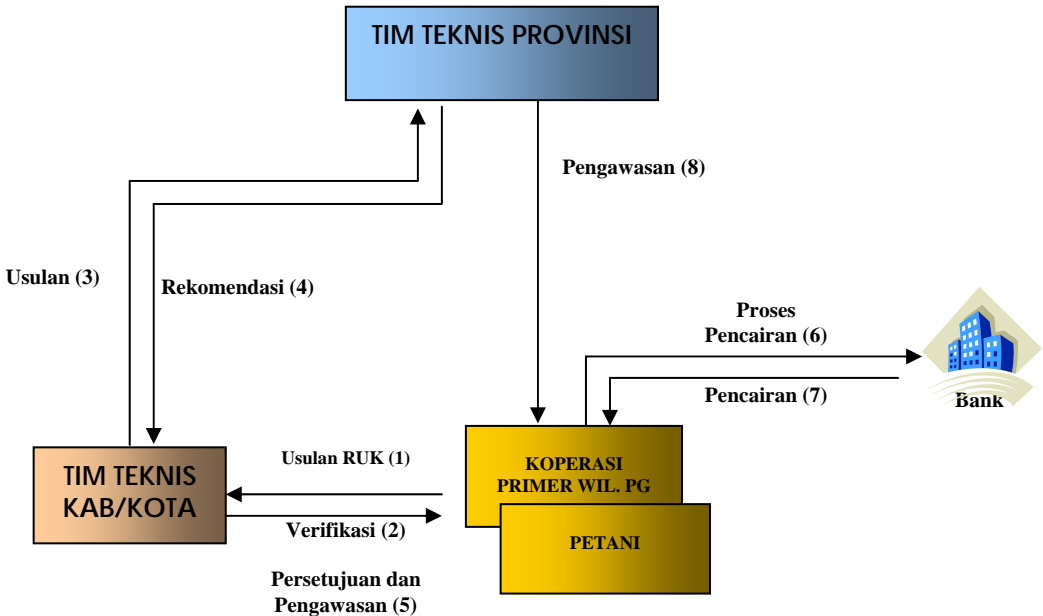 TIM TEKNIS PROVINSI
Pengawasan (8)
Usulan (3)
Rekomendasi (4)
Proses
Pencairan (6)
Pencairan (7)
Bank
TIM TEKNIS
KAB/KOTA
Usulan RUK (1)
Verifikasi (2)
Persetujuan dan
Pengawasan (5)
KOPERASI
PRIMER WIL. PG
PETANI